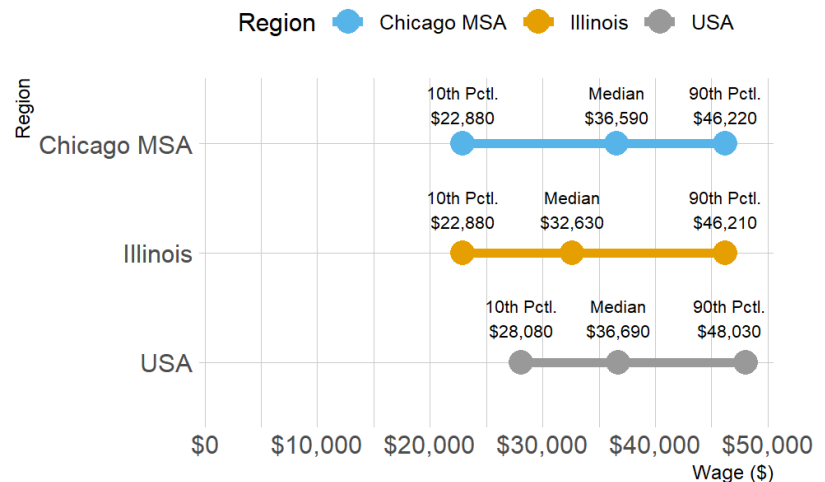 Region Chicago MSA Illinois USA
Region
10th Pctl. Median 90th Pctl.
$22,880 $36,590 $46,220
Chicago MSA
10th Pctl. Median 90th Pctl.
$22,880 $32,630 $46,210
Illinois
10th Pctl. Median 90th Pctl.
$28,080 $36,690 $48,030
USA
$0 $10,000 $20,000 $30,000 $40,000 $50,000
Wage ($)